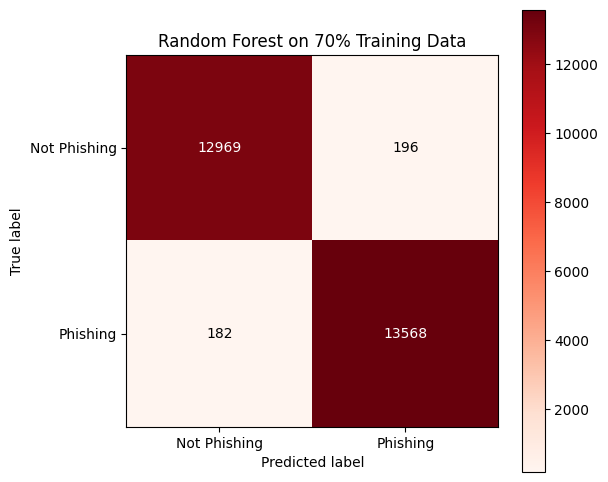 Random Forest on 70% Training Data
True label
Not Phishing
12969
196
Phishing
182
13568
Not Phishing
Phishing
Predicted label
12000
10000
8000
6000
4000
2000